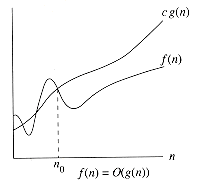 c g(n)
f(n)
n
n₀
f(n) = O(g(n))